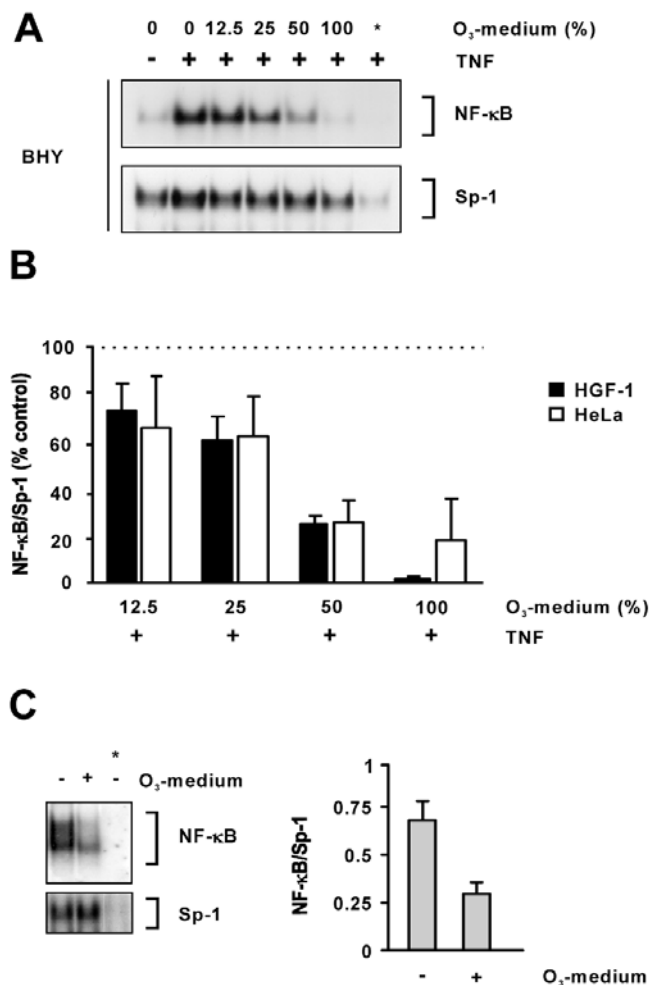 A
0 0 12.5 25 50 100 * O₃-medium (%)
- + + + + + + TNF
BHY
NF-κB
Sp-1
B
NF-κB/Sp-1 (% control)
100
80
60
40
20
0
HGF-1
HeLa
12.5 25 50 100 O₃-medium (%)
+ + + + TNF
C
*
- + - O₃-medium
NF-κB
Sp-1
NF-κB/Sp-1
1
0.75
0.5
0.25
0
- + O₃-medium